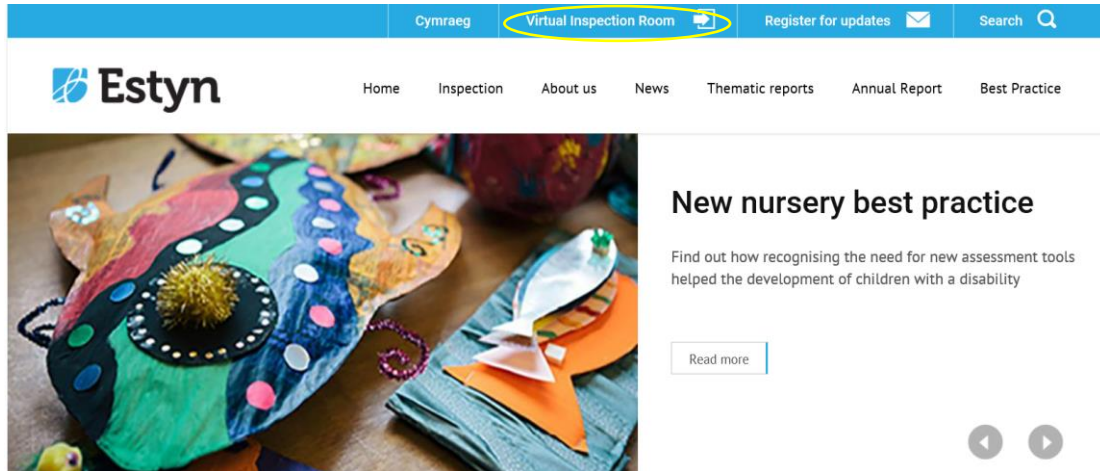 Cymraeg Virtual Inspection Room Register for updates Search
Estyn
Home Inspection About us News Thematic reports Annual Report Best Practice
New nursery best practice
Find out how recognising the need for new assessment tools
helped the development of children with a disability
Read more